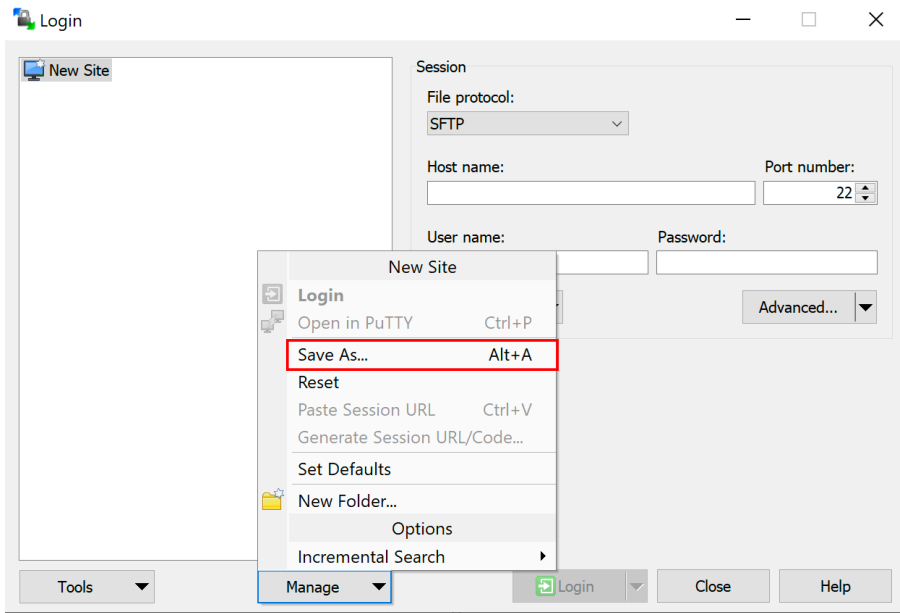 Login
New Site
Session
File protocol:
SFTP
Host name:
Port number:
22
User name:
Password:
Advanced...
New Site
Login
Open in PuTTY Ctrl+P
Save As... Alt+A
Reset
Paste Session URL Ctrl+V
Generate Session URL/Code...
Set Defaults
New Folder...
Options
Incremental Search
Tools
Manage
Login
Close
Help